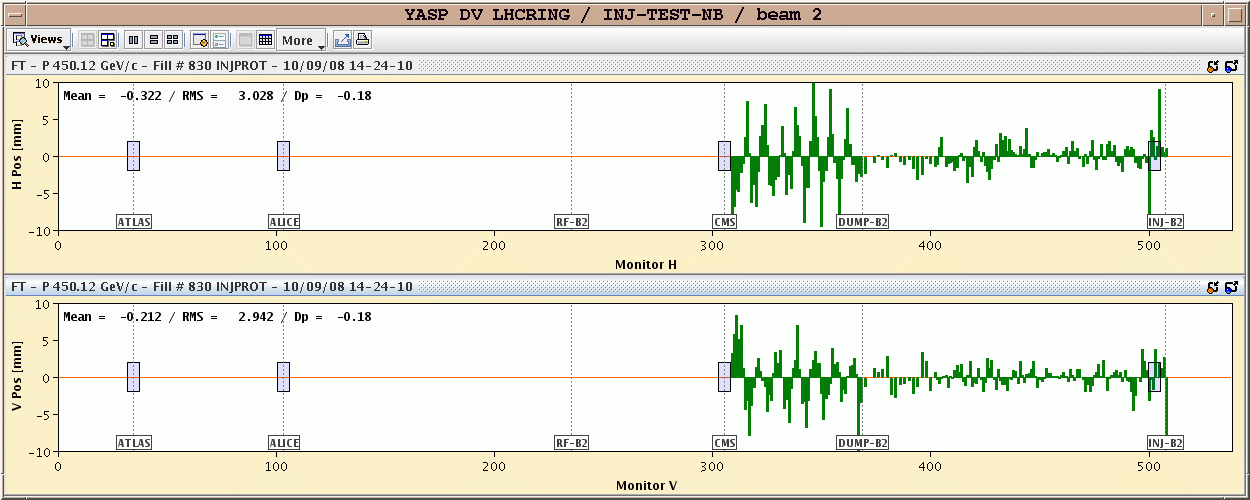 YASP DV LHCRING / INJ-TEST-NB / beam 2
Views More
FT - P 450.12 GeV/c - Fill # 830 INJPROT - 10/09/08 14-24-10
Mean = -0.322 / RMS = 3.028 / Dp = -0.18
H Pos [mm]
10
5
0
-5
-10
ATLAS ALICE RF-B2 CMS DUMP-B2 INJ-B2
0 100 200 300 400 500
Monitor H
FT - P 450.12 GeV/c - Fill # 830 INJPROT - 10/09/08 14-24-10
Mean = -0.212 / RMS = 2.942 / Dp = -0.18
V Pos [mm]
10
5
0
-5
-10
ATLAS ALICE RF-B2 CMS DUMP-B2 INJ-B2
0 100 200 300 400 500
Monitor V